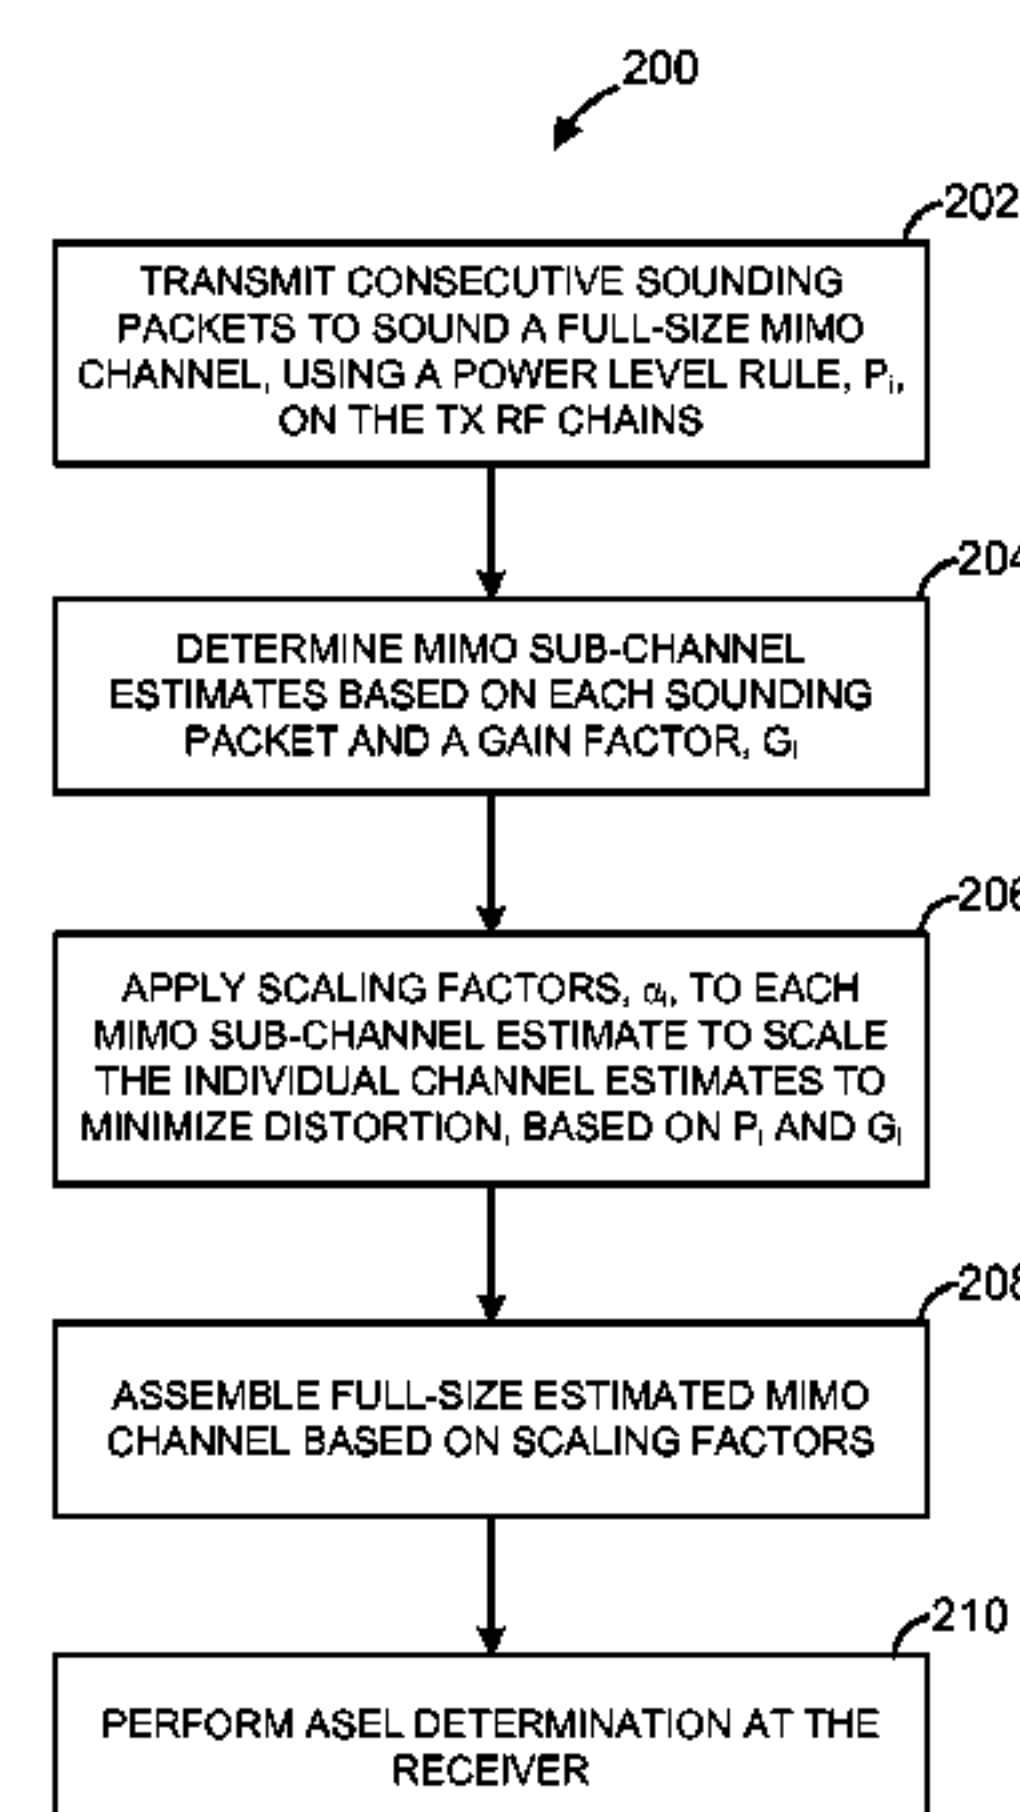 200
202
TRANSMIT CONSECUTIVE SOUNDING
PACKETS TO SOUND A FULL-SIZE MIMO
CHANNEL, USING A POWER LEVEL RULE, Pᵢ,
ON THE TX RF CHAINS
204
DETERMINE MIMO SUB-CHANNEL
ESTIMATES BASED ON EACH SOUNDING
PACKET AND A GAIN FACTOR, Gᵢ
206
APPLY SCALING FACTORS, αᵢ, TO EACH
MIMO SUB-CHANNEL ESTIMATE TO SCALE
THE INDIVIDUAL CHANNEL ESTIMATES TO
MINIMIZE DISTORTION, BASED ON Pᵢ AND Gᵢ
208
ASSEMBLE FULL-SIZE ESTIMATED MIMO
CHANNEL BASED ON SCALING FACTORS
210
PERFORM ASEL DETERMINATION AT THE
RECEIVER